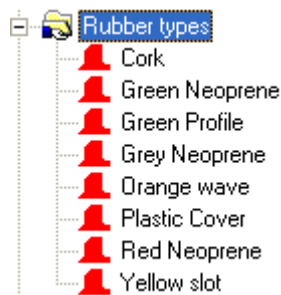 Rubber types
Cork
Green Neoprene
Green Profile
Grey Neoprene
Orange wave
Plastic Cover
Red Neoprene
Yellow slot